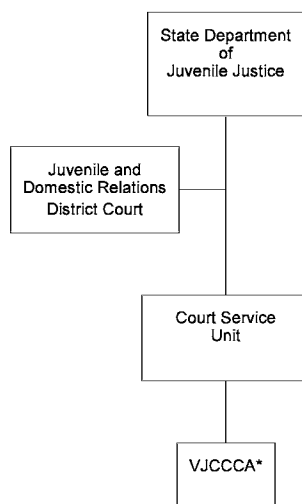 State Department
of
Juvenile Justice
Juvenile and
Domestic Relations
District Court
Court Service
Unit
VJCCCA*